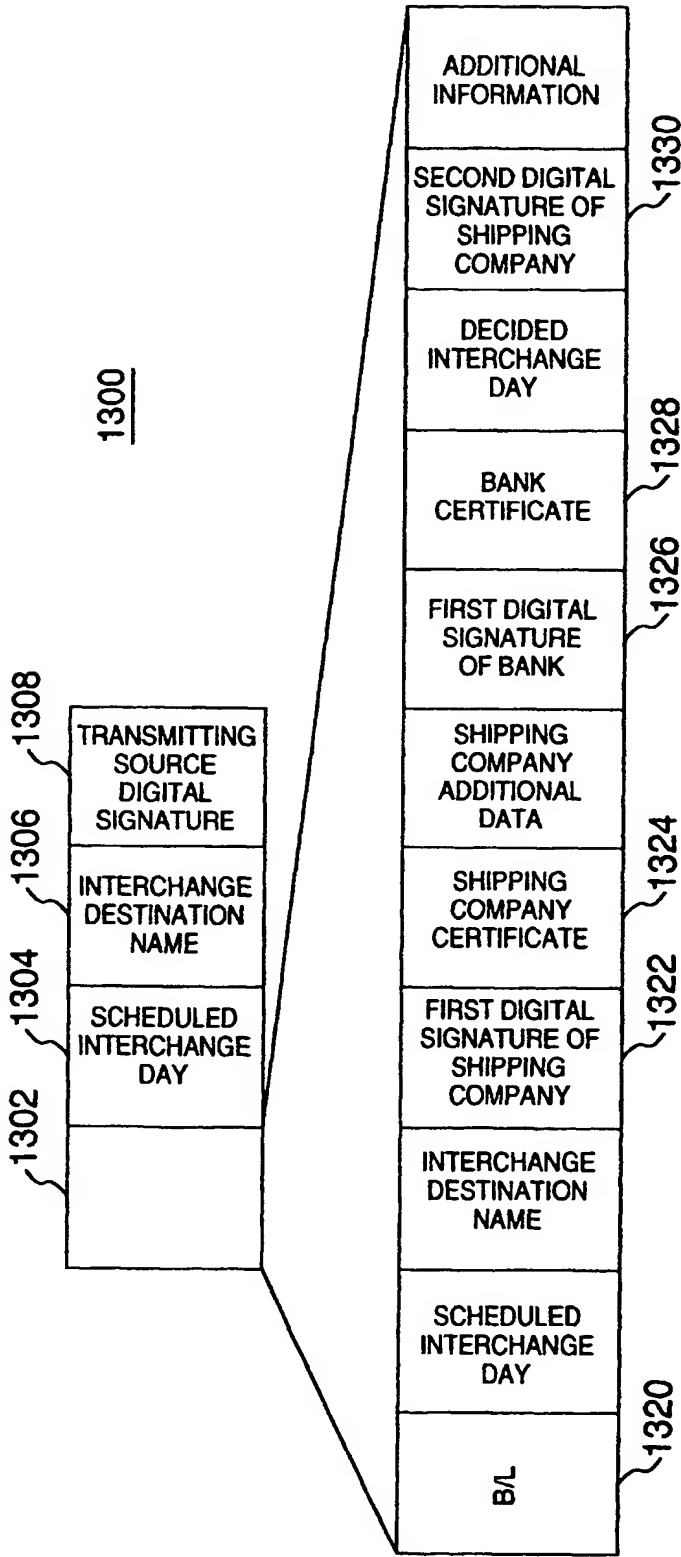 1300
1302
1304
1306
1308
SCHEDULED
INTERCHANGE
DAY
INTERCHANGE
DESTINATION
NAME
TRANSMITTING
SOURCE
DIGITAL
SIGNATURE
B/L
SCHEDULED
INTERCHANGE
DAY
INTERCHANGE
DESTINATION
NAME
FIRST DIGITAL
SIGNATURE OF
SHIPPING
COMPANY
SHIPPING
COMPANY
CERTIFICATE
SHIPPING
COMPANY
ADDITIONAL
DATA
FIRST DIGITAL
SIGNATURE
OF BANK
BANK
CERTIFICATE
DECIDED
INTERCHANGE
DAY
SECOND DIGITAL
SIGNATURE OF
SHIPPING
COMPANY
ADDITIONAL
INFORMATION
1320
1322
1324
1326
1328
1330